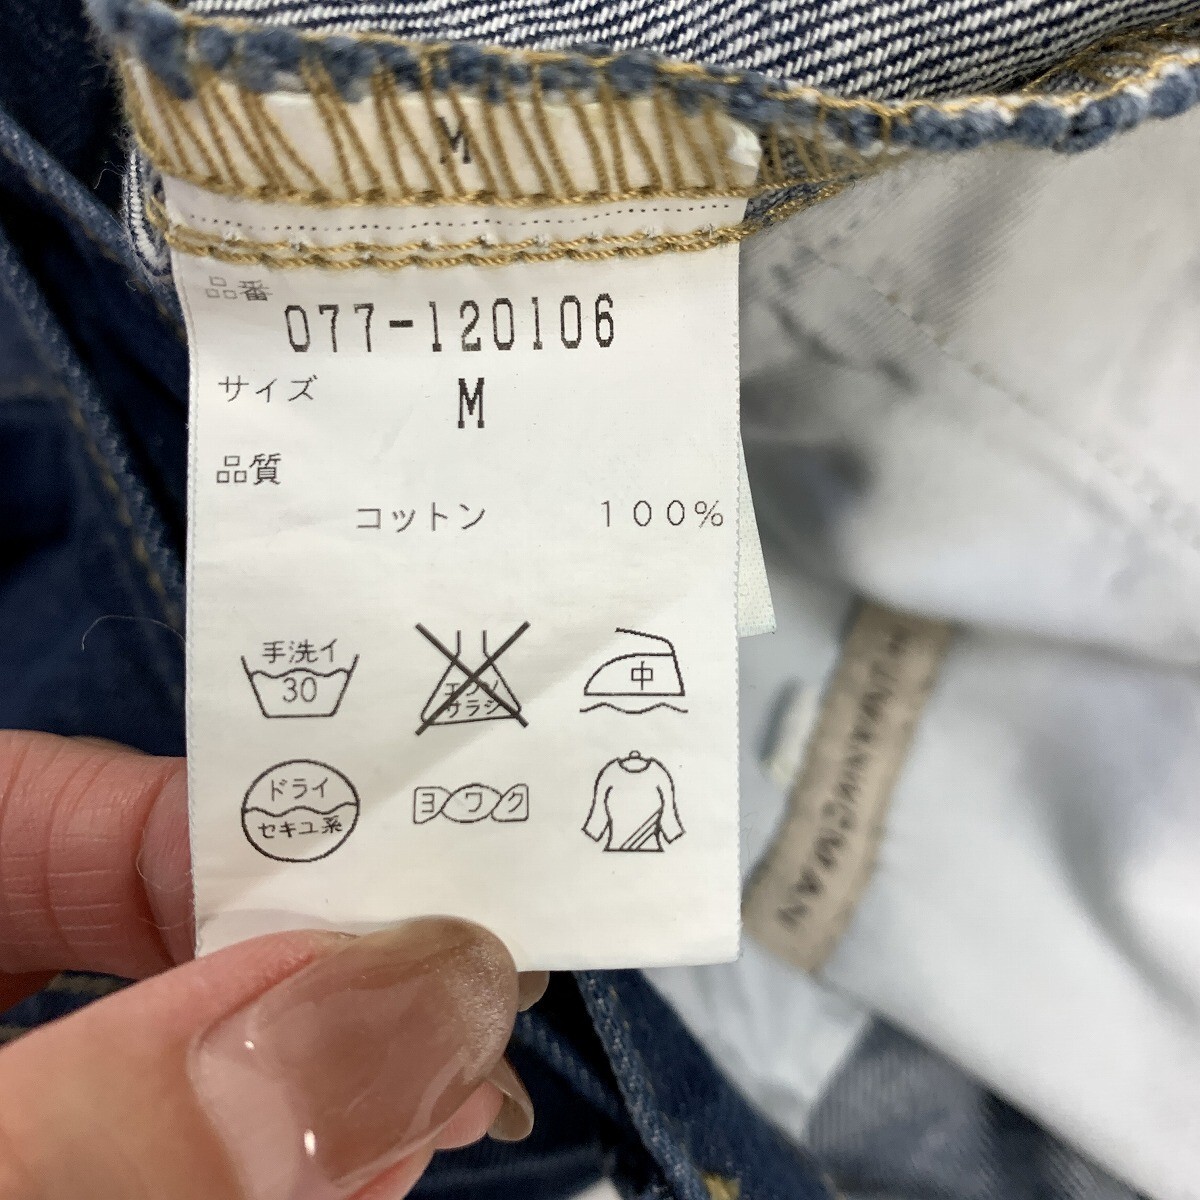 M
品番
077-120106
サイズ
M
品質
コットン 100%
手洗イ
30
エンソ
サラシ
中
ドライ
セキユ系
ヨワク